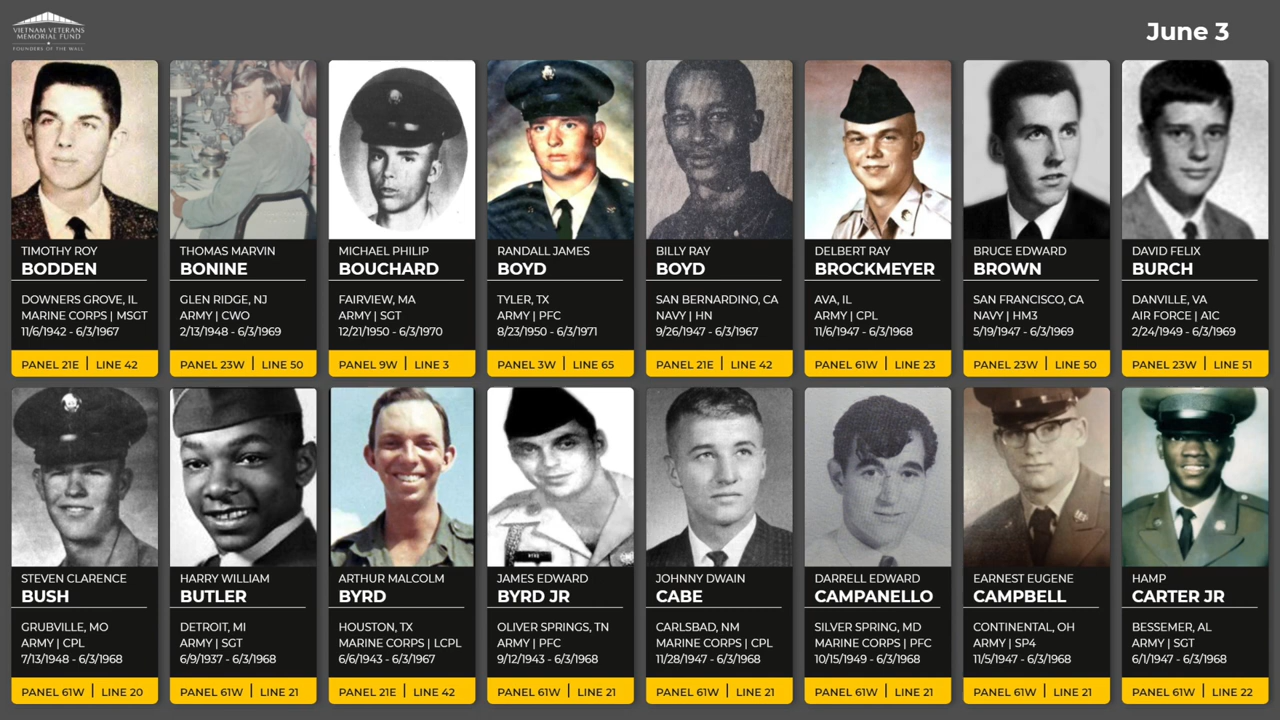 VIETNAM VETERANS
MEMORIAL FUND
FOUNDERS OF THE WALL
June 3
TIMOTHY ROY
BODDEN
DOWNERS GROVE, IL
MARINE CORPS | MSGT
11/6/1942 - 6/3/1967
PANEL 21E | LINE 42
THOMAS MARVIN
BONINE
GLEN RIDGE, NJ
ARMY | CWO
2/13/1948 - 6/3/1969
PANEL 23W | LINE 50
MICHAEL PHILIP
BOUCHARD
FAIRVIEW, MA
ARMY | SGT
12/21/1950 - 6/3/1970
PANEL 9W | LINE 3
RANDALL JAMES
BOYD
TYLER, TX
ARMY | PFC
8/23/1950 - 6/3/1971
PANEL 3W | LINE 65
BILLY RAY
BOYD
SAN BERNARDINO, CA
NAVY | HN
9/26/1947 - 6/3/1967
PANEL 21E | LINE 42
DELBERT RAY
BROCKMEYER
AVA, IL
ARMY | CPL
11/6/1947 - 6/3/1968
PANEL 61W | LINE 23
BRUCE EDWARD
BROWN
SAN FRANCISCO, CA
NAVY | HM3
5/19/1947 - 6/3/1969
PANEL 23W | LINE 50
DAVID FELIX
BURCH
DANVILLE, VA
AIR FORCE | A1C
2/24/1949 - 6/3/1969
PANEL 23W | LINE 51
STEVEN CLARENCE
BUSH
GRUBVILLE, MO
ARMY | CPL
7/13/1948 - 6/3/1968
PANEL 61W | LINE 20
HARRY WILLIAM
BUTLER
DETROIT, MI
ARMY | SGT
6/9/1937 - 6/3/1968
PANEL 61W | LINE 21
ARTHUR MALCOLM
BYRD
HOUSTON, TX
MARINE CORPS | LCPL
6/6/1943 - 6/3/1967
PANEL 21E | LINE 42
BYRD
JAMES EDWARD
BYRD JR
OLIVER SPRINGS, TN
ARMY | PFC
9/12/1943 - 6/3/1968
PANEL 61W | LINE 21
JOHNNY DWAIN
CABE
CARLSBAD, NM
MARINE CORPS | CPL
11/28/1947 - 6/3/1968
PANEL 61W | LINE 21
DARRELL EDWARD
CAMPANELLO
SILVER SPRING, MD
MARINE CORPS | PFC
10/15/1949 - 6/3/1968
PANEL 61W | LINE 21
EARNEST EUGENE
CAMPBELL
CONTINENTAL, OH
ARMY | SP4
11/5/1947 - 6/3/1968
PANEL 61W | LINE 21
HAMP
CARTER JR
BESSEMER, AL
ARMY | SGT
6/1/1947 - 6/3/1968
PANEL 61W | LINE 22